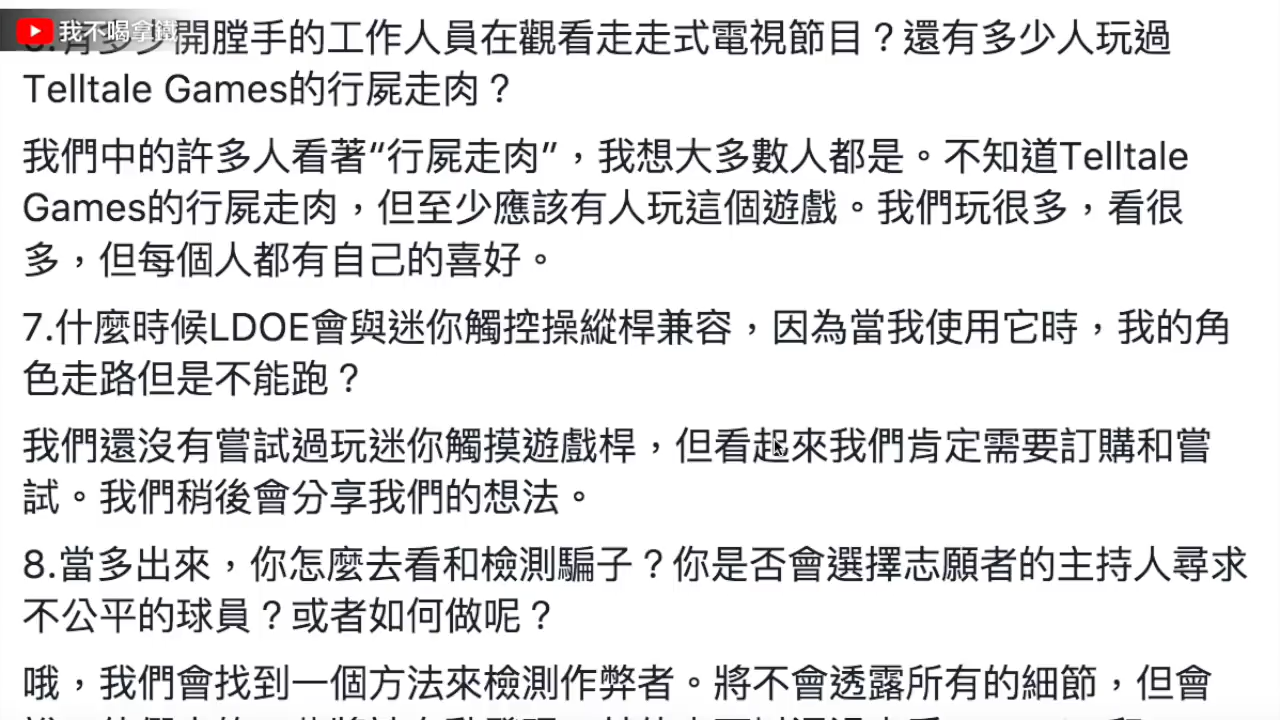 我不喝拿鐵
開膛手的工作人員在觀看走走式電視節目？還有多少人玩過
Telltale Games的行屍走肉？
我們中的許多人看著“行屍走肉”，我想大多數人都是。不知道Telltale
Games的行屍走肉，但至少應該有人玩這個遊戲。我們玩很多，看很
多，但每個人都有自己的喜好。
7.什麼時候LDOE會與迷你觸控操縱桿兼容，因為當我使用它時，我的角
色走路但是不能跑？
我們還沒有嘗試過玩迷你觸摸遊戲桿，但看起來我們肯定需要訂購和嘗
試。我們稍後會分享我們的想法。
8.當多出來，你怎麼去看和檢測騙子？你是否會選擇志願者的主持人尋求
不公平的球員？或者如何做呢？
哦，我們會找到一個方法來檢測作弊者。將不會透露所有的細節，但會